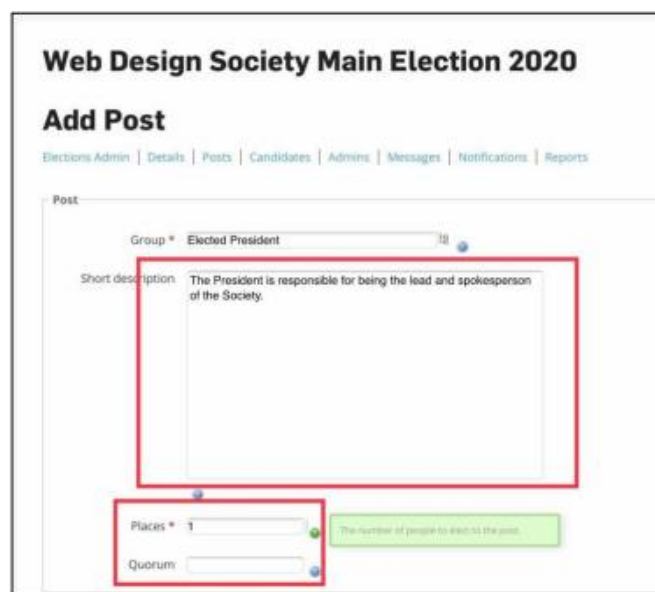 Web Design Society Main Election 2020
Add Post
Elections Admin | Details | Posts | Candidates | Admins | Messages | Notifications | Reports
Post
Group * Elected President
Short description The President is responsible for being the lead and spokesperson
of the Society.
Places * 1 The number of people to elect to the post.
Quorum